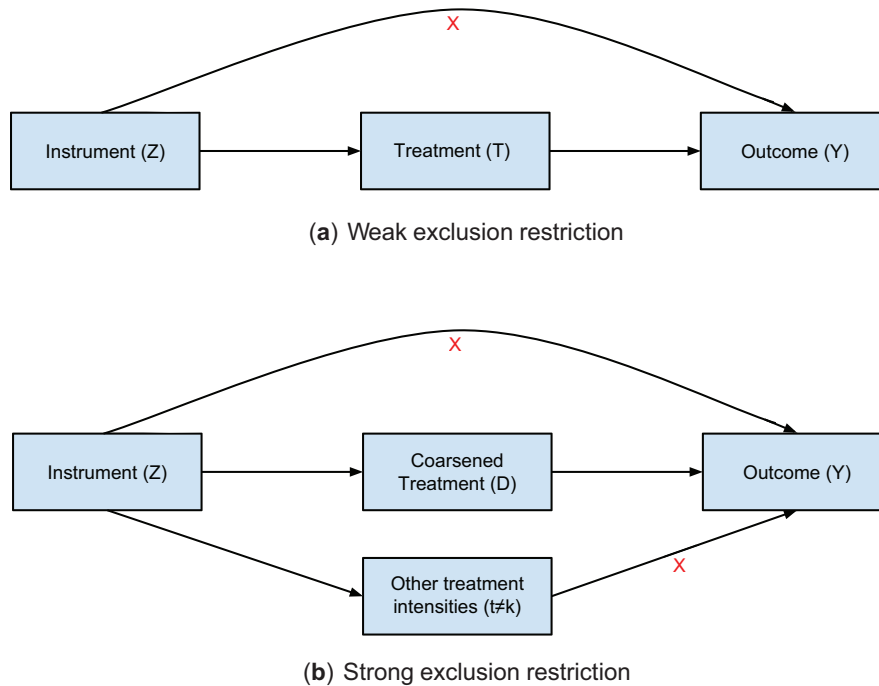 X
Instrument (Z)
Treatment (T)
Outcome (Y)
(a) Weak exclusion restriction
X
Instrument (Z)
Coarsened
Treatment (D)
Outcome (Y)
Other treatment
intensities (t≠k)
X
(b) Strong exclusion restriction